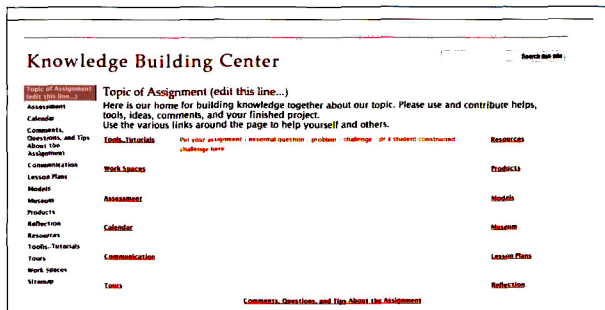 Knowledge Building Center
Search this site
Topic of Assignment
(edit this line...)
Assessment
Calendar
Comments,
Questions, and Tips
About the
Assignment
Communication
Lesson Plans
Models
Museum
Products
Reflection
Resources
Tools..Tutorials
Tours
Work Spaces
Sitemap
Topic of Assignment (edit this line...)
Here is our home for building knowledge together about our topic. Please use and contribute helps,
tools, ideas, comments, and your finished project.
Use the various links around the page to help yourself and others.
Tools..Tutorials
Put your assignment - essential question - problem - challenge - or a student constructed
challenge here
Resources
Work Spaces
Products
Assessment
Models
Calendar
Museum
Communication
Lesson Plans
Tours
Reflection
Comments, Questions, and Tips About the Assignment